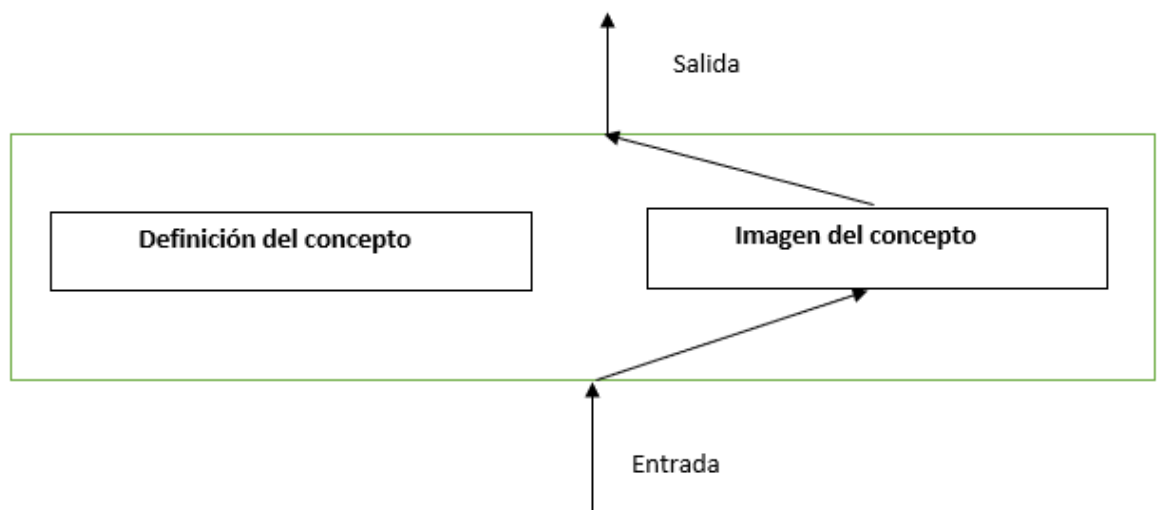 Salida
Definición del concepto
Imagen del concepto
Entrada